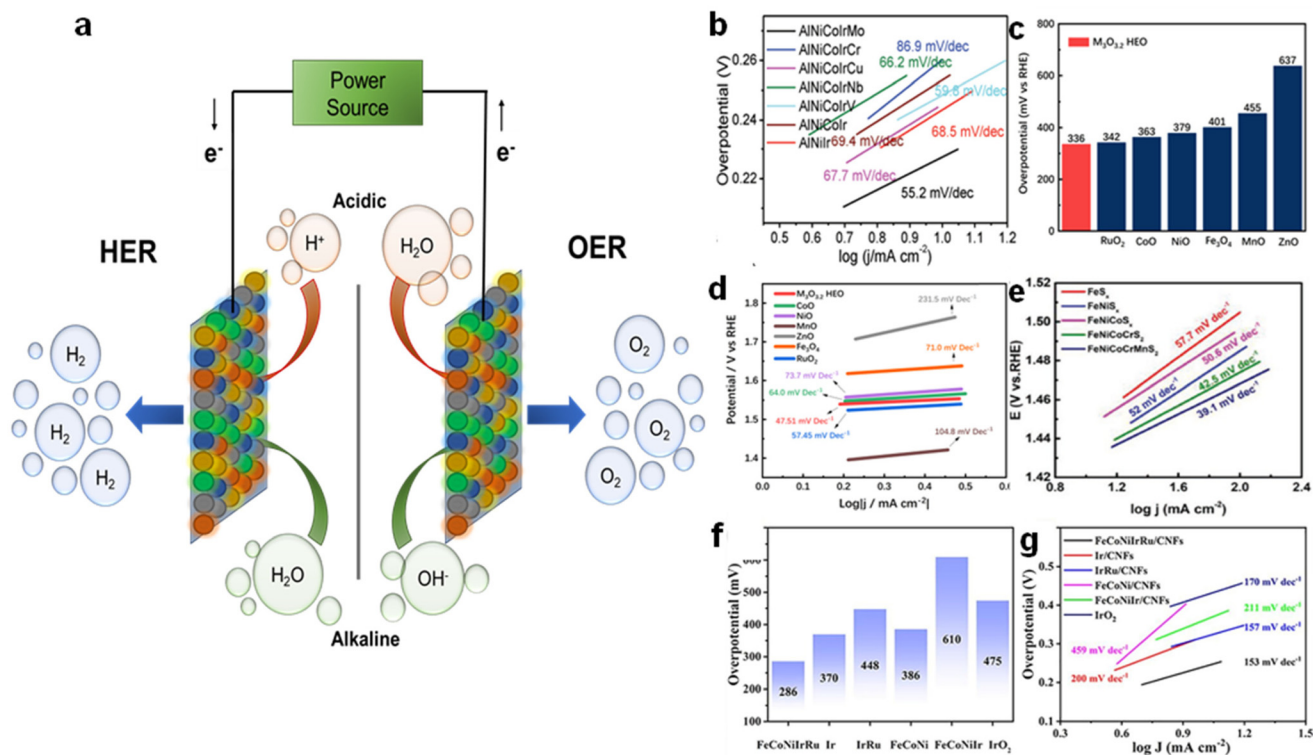 a
Power
Source
e⁻
e⁻
Acidic
HER
OER
H⁺
H₂O
H₂
H₂
H₂
O₂
O₂
O₂
H₂O
OH⁻
Alkaline
b
Overpotential (V)
0.26
0.24
0.22
AlNiCoIrMo
AlNiCoIrCr
AlNiCoIrCu
AlNiCoIrNb
AlNiCoIrV
AlNiCoIr
AlNiIr
86.9 mV/dec
66.2 mV/dec
59.8 mV/dec
68.5 mV/dec
69.4 mV/dec
67.7 mV/dec
55.2 mV/dec
0.5 0.6 0.7 0.8 0.9 1.0 1.1 1.2
log (j/mA cm⁻²)
c
M₃O₃.₂ HEO
Overpotential (mV vs RHE)
800
600
400
200
0
336
342
363
379
401
455
637
RuO₂ CoO NiO Fe₃O₄ MnO ZnO
d
Potential / V vs RHE
1.8
1.7
1.6
1.5
1.4
M₃O₃.₂ HEO
CoO
NiO
MnO
ZnO
Fe₃O₄
RuO₂
231.5 mV Dec⁻¹
71.0 mV Dec⁻¹
73.7 mV Dec⁻¹
64.0 mV Dec⁻¹
47.51 mV Dec⁻¹
57.45 mV Dec⁻¹
104.8 mV Dec⁻¹
0.0 0.1 0.2 0.3 0.4 0.5 0.6
Log[j / mA cm⁻²]
e
E (V vs.RHE)
1.52
1.50
1.48
1.46
1.44
1.42
FeSₓ
FeNiSₓ
FeNiCoSₓ
FeNiCoCrS₂
FeNiCoCrMnS₂
57.7 mV dec⁻¹
50.6 mV dec⁻¹
52 mV dec⁻¹
42.5 mV dec⁻¹
39.1 mV dec⁻¹
0.6 1.2 1.8 2.4
log j (mA cm⁻²)
f
Overpotential (mV)
600
500
400
300
200
100
286
370
448
386
610
475
FeCoNiIrRu Ir IrRu FeCoNi FeCoNiIr IrO₂
g
Overpotential (V)
0.5
0.4
0.3
0.2
0.1
FeCoNiIrRu/CNFs
Ir/CNFs
IrRu/CNFs
FeCoNi/CNFs
FeCoNiIr/CNFs
IrO₂
170 mV dec⁻¹
211 mV dec⁻¹
157 mV dec⁻¹
459 mV dec⁻¹
200 mV dec⁻¹
153 mV dec⁻¹
0.3 0.6 0.9 1.2 1.5
log J (mA cm⁻²)